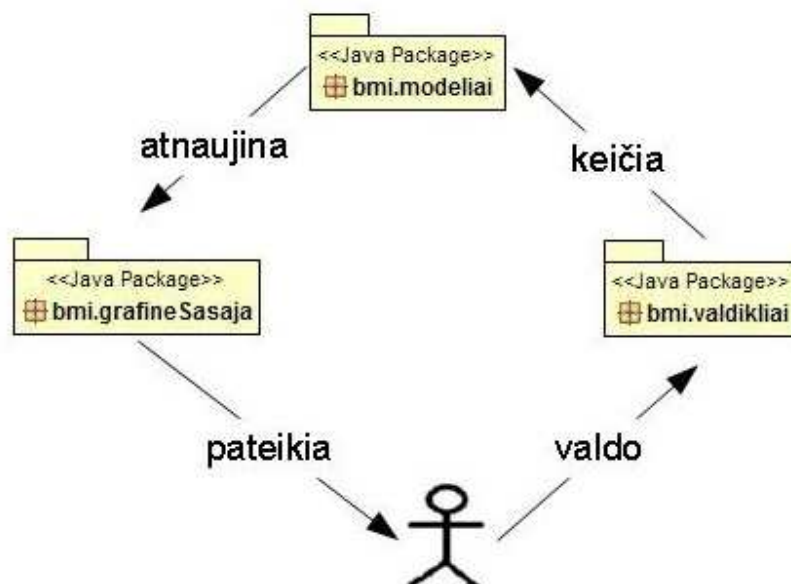 <<Java Package>>
bmi.modeliai
atnaujina
keičia
<<Java Package>>
bmi.grafineSasaja
<<Java Package>>
bmi.valdikliai
pateikia
valdo